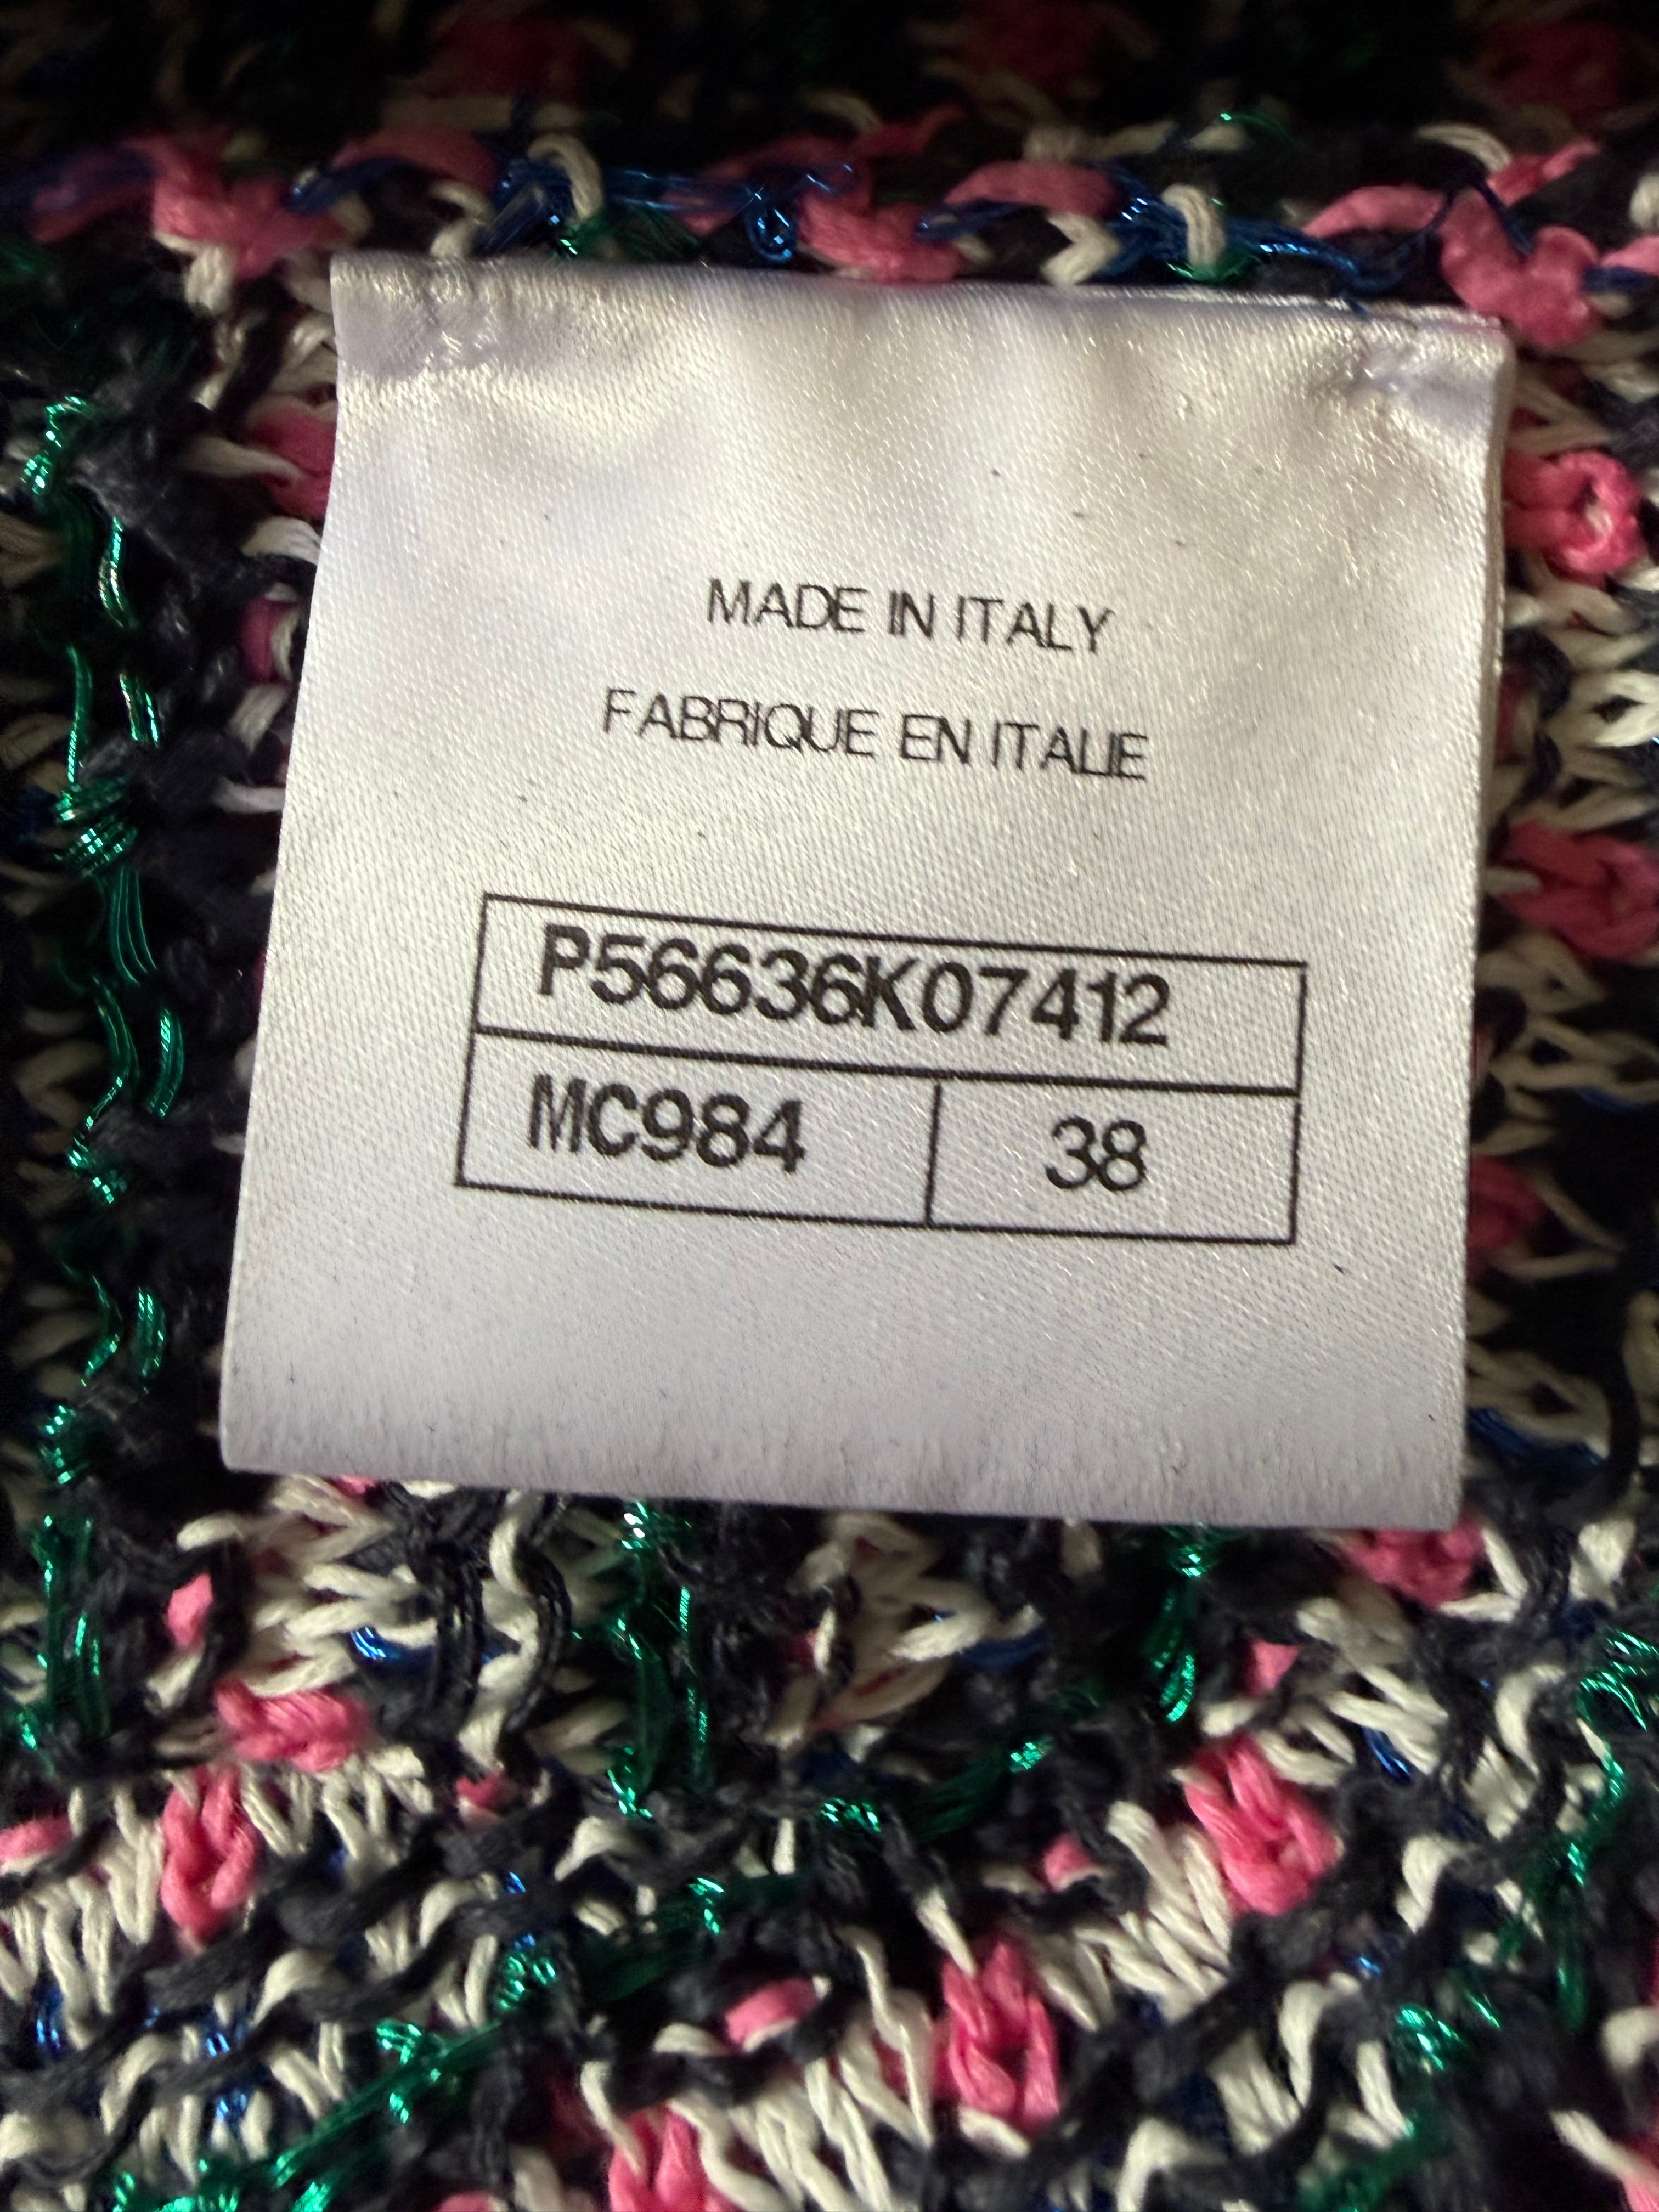 MADE IN ITALY
FABRIQUE EN ITALIE
P56636K07412
MC984 38